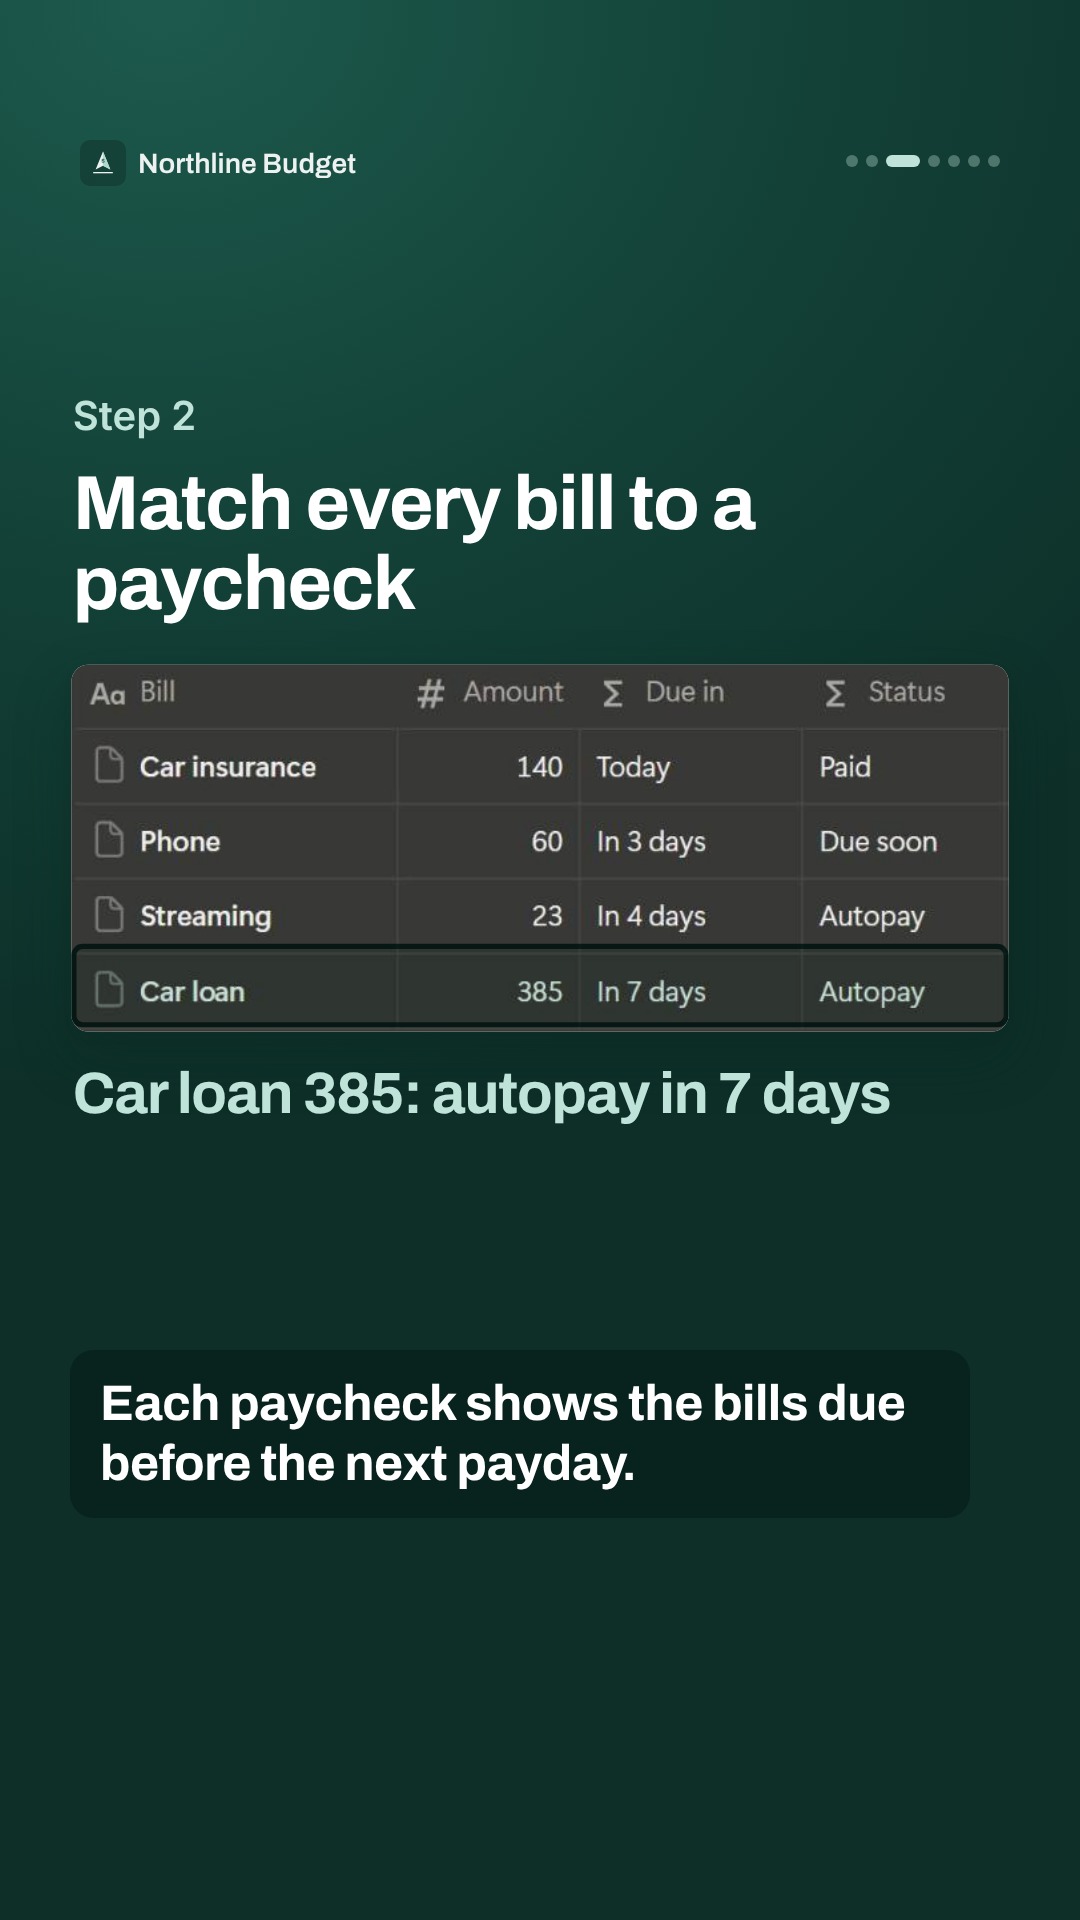 Northline Budget
Step 2
Match every bill to a
paycheck
Aa Bill # Amount Σ Due in Σ Status
Car insurance 140 Today Paid
Phone 60 In 3 days Due soon
Streaming 23 In 4 days Autopay
Car loan 385 In 7 days Autopay
Car loan 385: autopay in 7 days
Each paycheck shows the bills due
before the next payday.